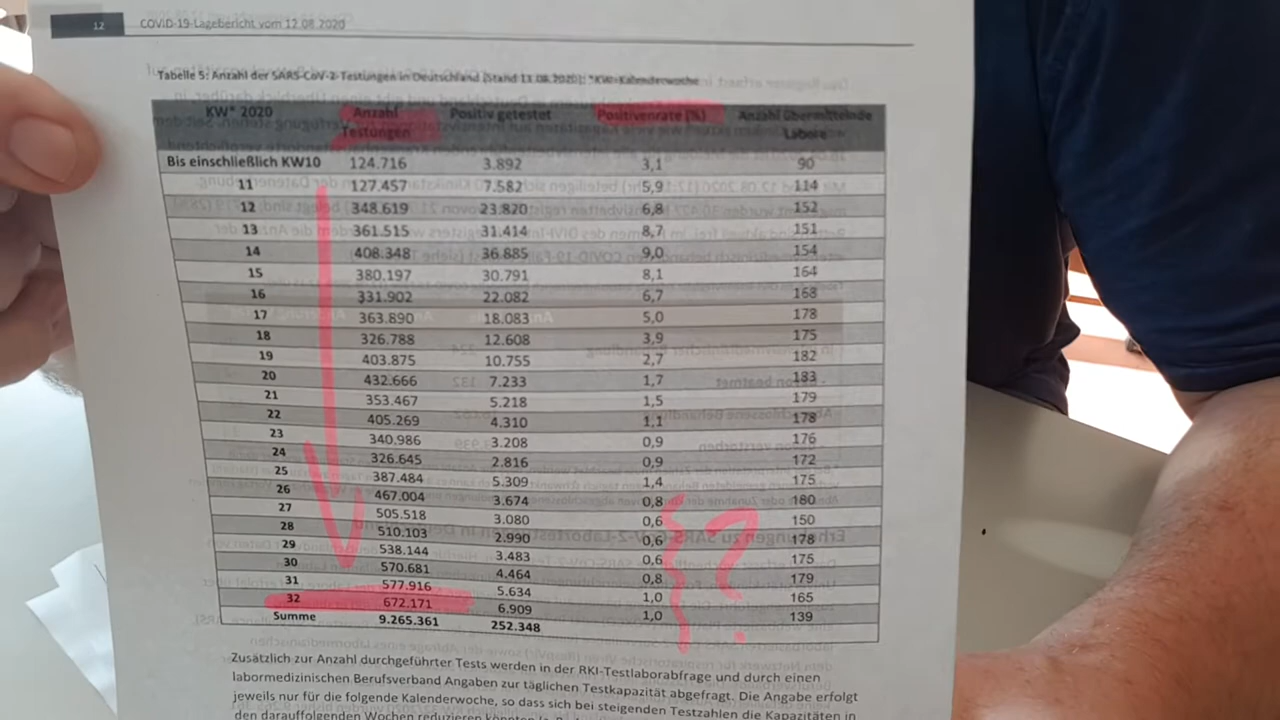 12 COVID-19-Lagebericht vom 12.08.2020
Tabelle 5: Anzahl der SARS-CoV-2-Testungen in Deutschland (Stand 11.08.2020); *KW=Kalenderwoche
KW* 2020 Anzahl Testungen Positiv getestet Positivenrate (%) Anzahl übermittelnde Labore
Bis einschließlich KW10 124.716 3.892 3,1 90
11 127.457 7.582 5,9 114
12 348.619 23.820 6,8 152
13 361.515 31.414 8,7 151
14 408.348 36.885 9,0 154
15 380.197 30.791 8,1 164
16 331.902 22.082 6,7 168
17 363.890 18.083 5,0 178
18 326.788 12.608 3,9 175
19 403.875 10.755 2,7 182
20 432.666 7.233 1,7 183
21 353.467 5.218 1,5 179
22 405.269 4.310 1,1 178
23 340.986 3.208 0,9 176
24 326.645 2.816 0,9 172
25 387.484 5.309 1,4 175
26 467.004 3.674 0,8 180
27 505.518 3.080 0,6 150
28 510.103 2.990 0,6 178
29 538.144 3.483 0,6 175
30 570.681 4.464 0,8 179
31 577.916 5.634 1,0 165
32 672.171 6.909 1,0 139
Summe 9.265.361 252.348
?
Zusätzlich zur Anzahl durchgeführter Tests werden in der RKI-Testlaborabfrage und durch einen
labormedizinischen Berufsverband Angaben zur täglichen Testkapazität abgefragt. Die Angabe erfolgt
jeweils nur für die folgende Kalenderwoche, so dass sich bei steigenden Testzahlen die Kapazitäten in
den darauffolgenden Wochen reduzieren